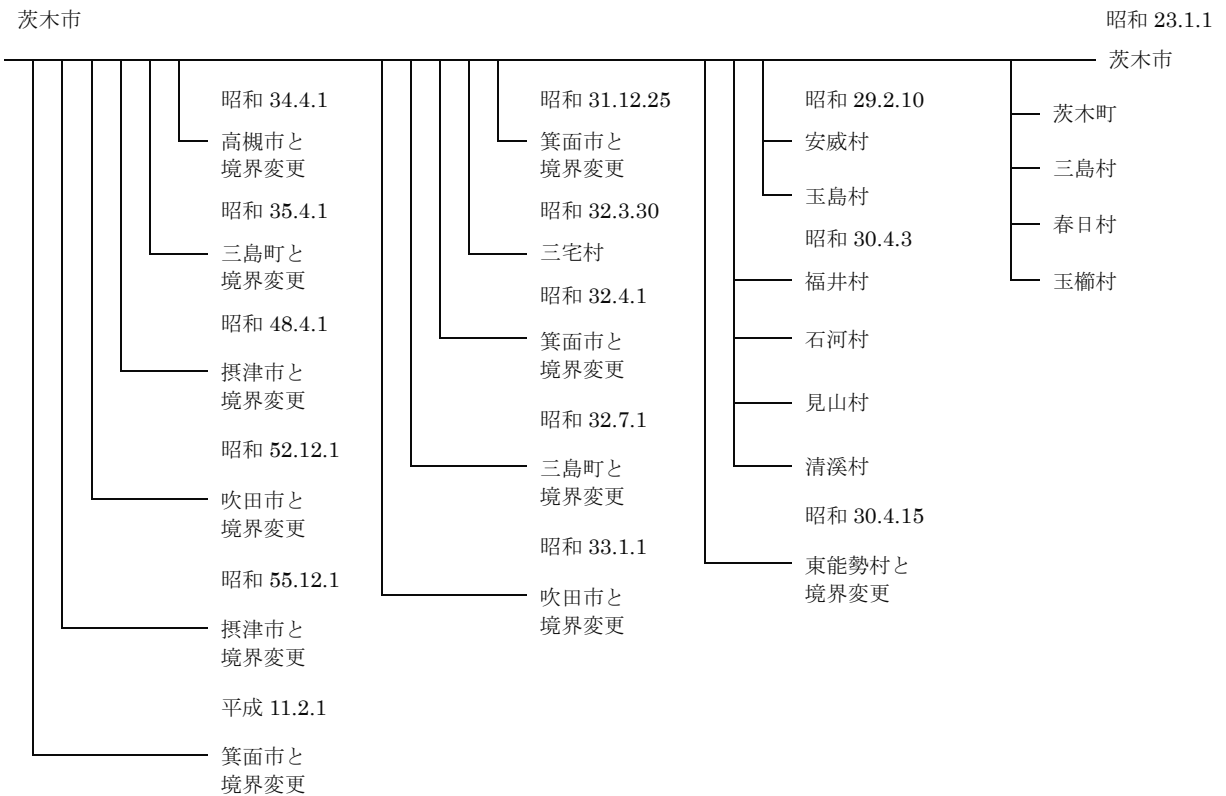 茨木市
昭和 23.1.1
茨木市
茨木町
三島村
春日村
玉櫛村
昭和 29.2.10
安威村
玉島村
昭和 30.4.3
福井村
石河村
見山村
清溪村
昭和 30.4.15
東能勢村と
境界変更
昭和 31.12.25
箕面市と
境界変更
昭和 32.3.30
三宅村
昭和 32.4.1
箕面市と
境界変更
昭和 32.7.1
三島町と
境界変更
昭和 33.1.1
吹田市と
境界変更
昭和 34.4.1
高槻市と
境界変更
昭和 35.4.1
三島町と
境界変更
昭和 48.4.1
摂津市と
境界変更
昭和 52.12.1
吹田市と
境界変更
昭和 55.12.1
摂津市と
境界変更
平成 11.2.1
箕面市と
境界変更